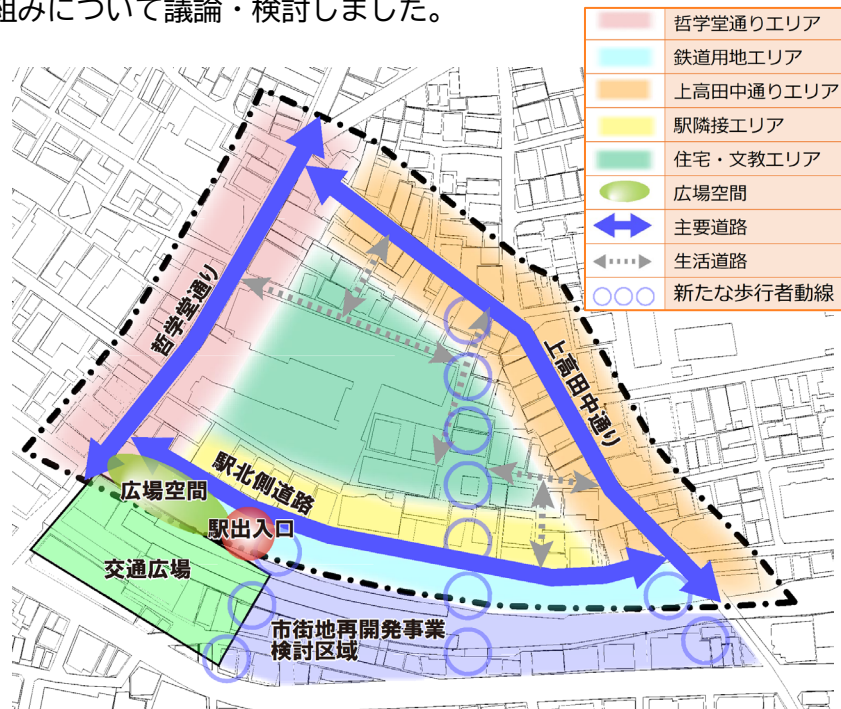 組みについて議論・検討しました。
哲学堂通りエリア
鉄道用地エリア
上高田中通りエリア
駅隣接エリア
住宅・文教エリア
広場空間
主要道路
生活道路
新たな歩行者動線
哲学堂通り
上高田中通り
駅北側道路
広場空間
駅出入口
交通広場
市街地再開発事業
検討区域